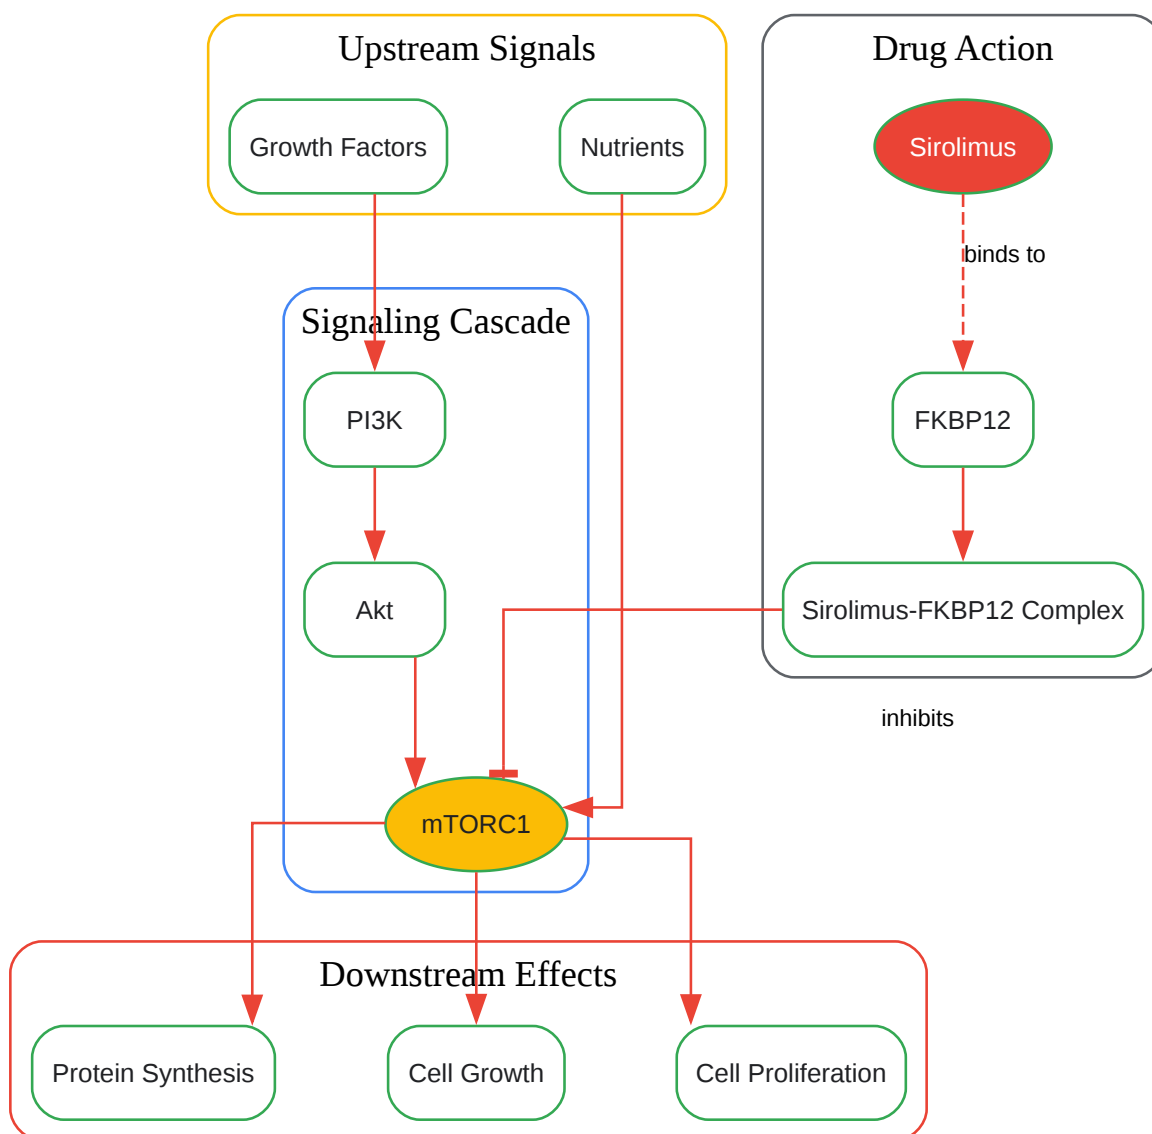 Upstream Signals
Drug Action
Growth Factors
Nutrients
Sirolimus
binds to
Signaling Cascade
PI3K
FKBP12
Akt
Sirolimus-FKBP12 Complex
inhibits
mTORC1
Downstream Effects
Protein Synthesis
Cell Growth
Cell Proliferation